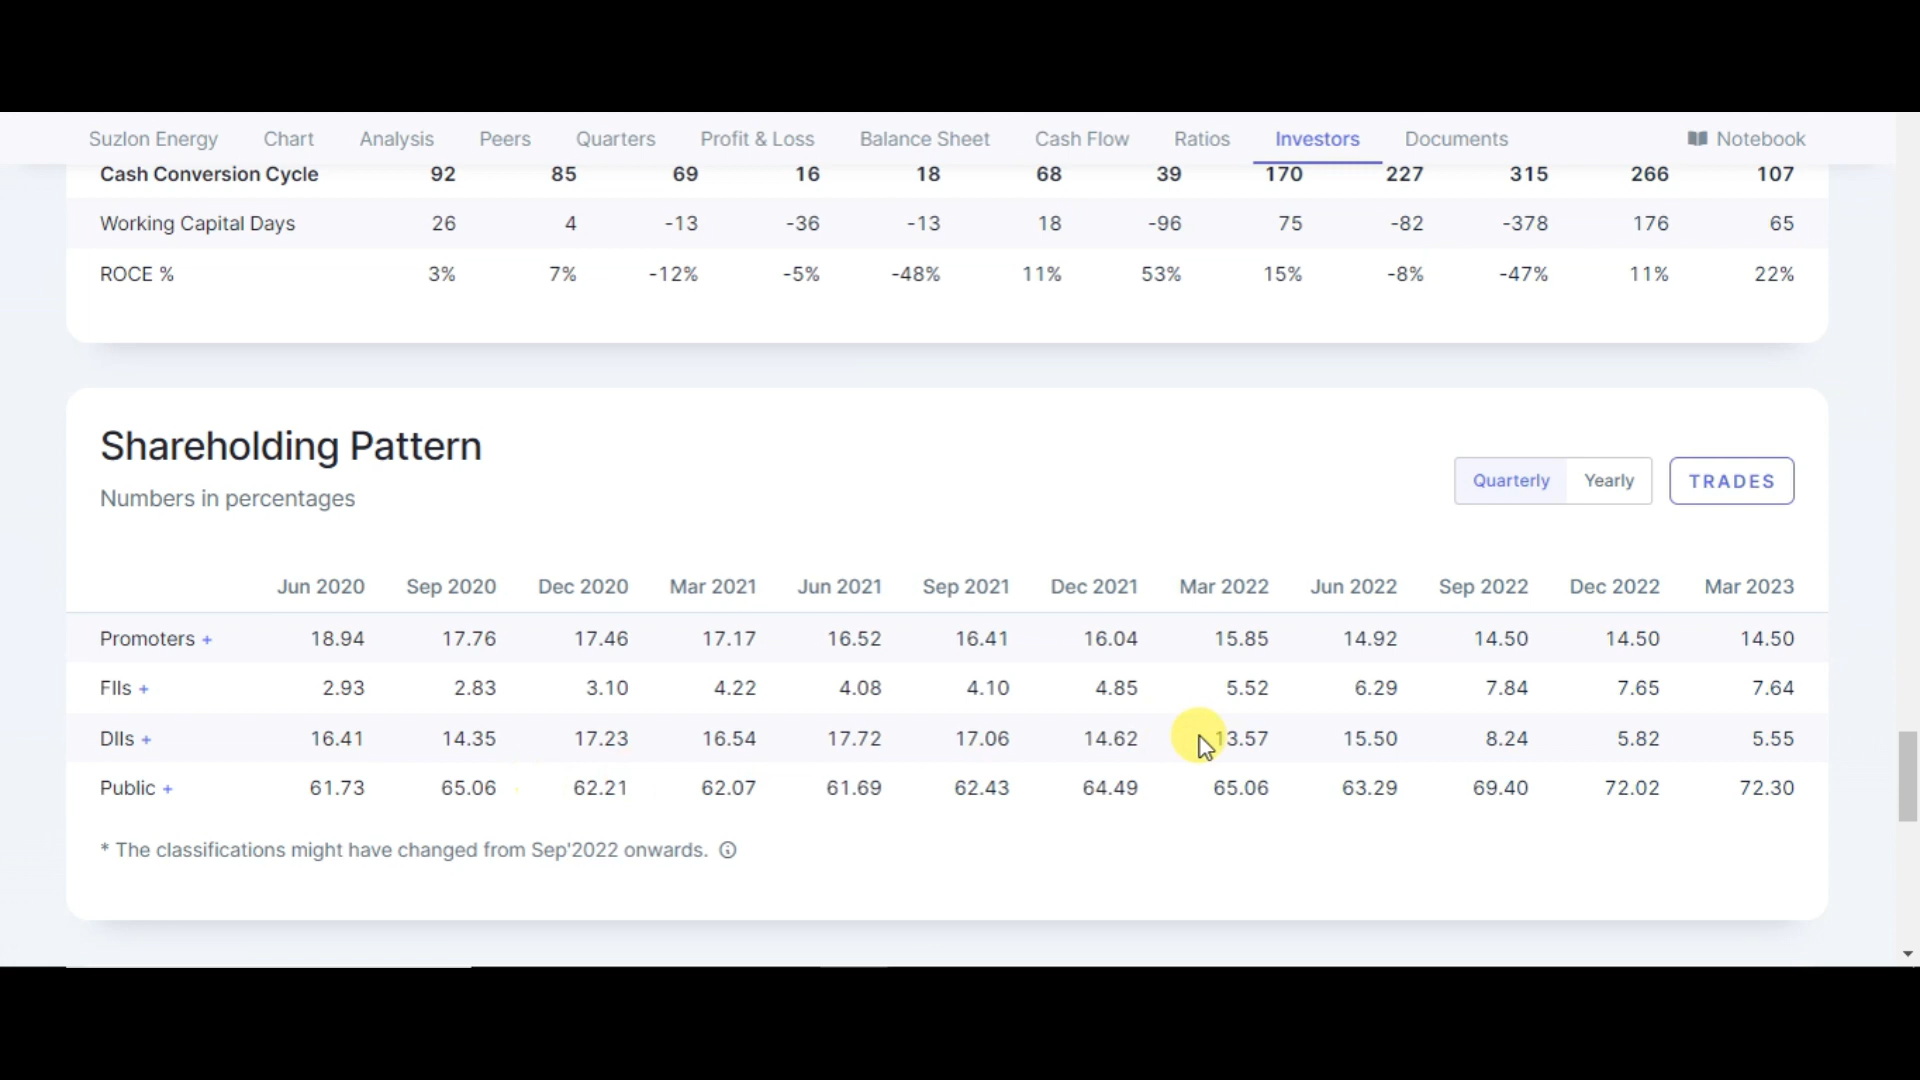 Suzlon Energy Chart Analysis Peers Quarters Profit & Loss Balance Sheet Cash Flow Ratios Investors Documents Notebook
Cash Conversion Cycle 92 85 69 16 18 68 39 170 227 315 266 107
Working Capital Days 26 4 -13 -36 -13 18 -96 75 -82 -378 176 65
ROCE % 3% 7% -12% -5% -48% 11% 53% 15% -8% -47% 11% 22%
Shareholding Pattern
Quarterly Yearly TRADES
Numbers in percentages
Jun 2020 Sep 2020 Dec 2020 Mar 2021 Jun 2021 Sep 2021 Dec 2021 Mar 2022 Jun 2022 Sep 2022 Dec 2022 Mar 2023
Promoters + 18.94 17.76 17.46 17.17 16.52 16.41 16.04 15.85 14.92 14.50 14.50 14.50
FIIs + 2.93 2.83 3.10 4.22 4.08 4.10 4.85 5.52 6.29 7.84 7.65 7.64
DIIs + 16.41 14.35 17.23 16.54 17.72 17.06 14.62 13.57 15.50 8.24 5.82 5.55
Public + 61.73 65.06 62.21 62.07 61.69 62.43 64.49 65.06 63.29 69.40 72.02 72.30
* The classifications might have changed from Sep'2022 onwards.